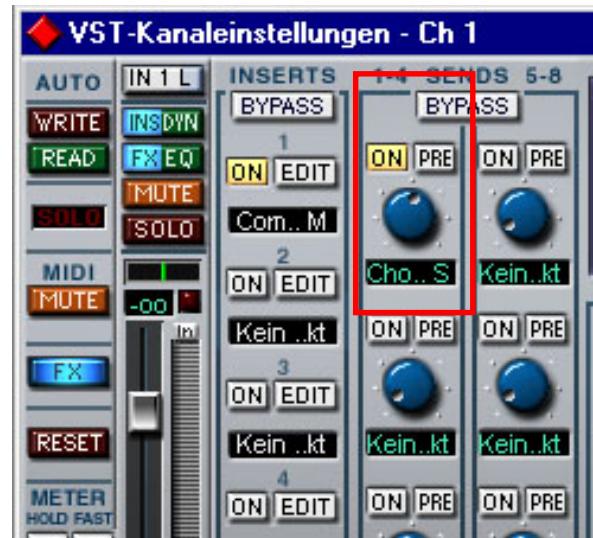 VST-Kanaleinstellungen - Ch 1
AUTO
WRITE
READ
SOLO
MIDI
MUTE
FX
RESET
METER
HOLD FAST
IN 1 L
INS DYN
FX EQ
MUTE
SOLO
-oo
In
INSERTS
BYPASS
1
ON EDIT
Com.. M
2
ON EDIT
Kein ..kt
3
ON EDIT
Kein ..kt
4
ON EDIT
1-4 SENDS 5-8
BYPASS
ON PRE ON PRE
Cho.. S Kein..kt
ON PRE ON PRE
Kein..kt Kein..kt
ON PRE ON PRE